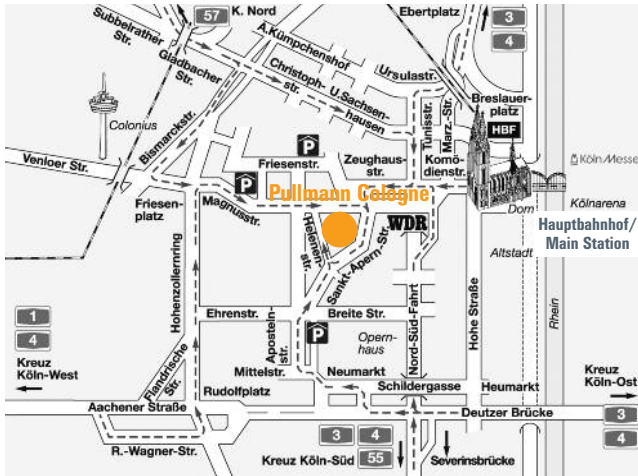 57
K. Nord
Subbelrather
Str.
Gladbacher
Str.
A.Kümpchenshof
Ebertplatz
3
4
Christoph-
str.
U.Sachsen-
hausen
Ursulastr.
Breslauer-
platz
HBF
Colonius
Bismarckstr.
Tunisstr.
Marz.-Str.
Venloer Str.
P
Friesenstr.
Zeughaus-
str.
Komö-
dienstr.
KölnMesse
P
Pullmann Cologne
Friesen-
platz
Magnusstr.
Helenen-
str.
WDR
Dom
Kölnarena
Hauptbahnhof/
Main Station
Altstadt
Sankt-Apern-Str.
Hohenzollernring
Nord-Süd-Fahrt
Hohe Straße
Rhein
1
4
Kreuz
Köln-West
Ehrenstr.
Aposteln-
str.
P
Breite Str.
Opern-
haus
Flandrische
Str.
Mittelstr.
Neumarkt
Kreuz
Köln-Ost
Rudolfplatz
Schildergasse
Heumarkt
Aachener Straße
Deutzer Brücke
3
4
R.-Wagner-Str.
3
4
Kreuz Köln-Süd
55
Severinsbrücke